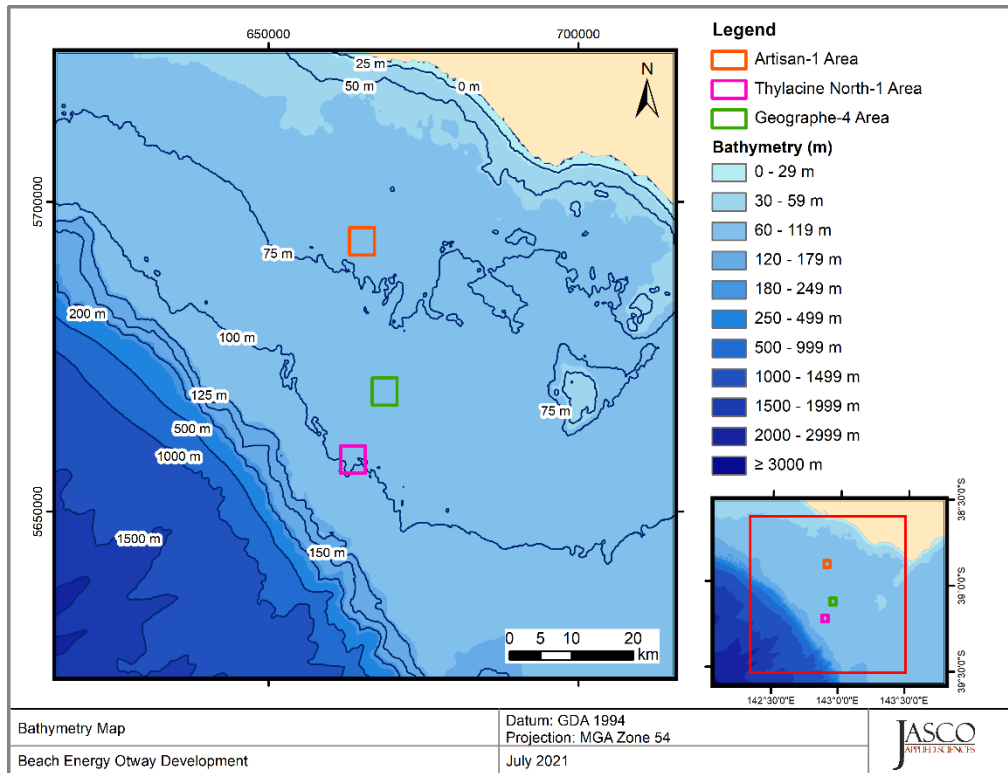 650000
700000
5700000
5650000
25 m
50 m
0 m
N
75 m
200 m
100 m
125 m
75 m
500 m
1000 m
1500 m
150 m
0 5 10 20
km
Legend
Artisan-1 Area
Thylacine North-1 Area
Geographe-4 Area
Bathymetry (m)
0 - 29 m
30 - 59 m
60 - 119 m
120 - 179 m
180 - 249 m
250 - 499 m
500 - 999 m
1000 - 1499 m
1500 - 1999 m
2000 - 2999 m
≥ 3000 m
38°30'0"S
39°0'0"S
39°30'0"S
142°30'0"E
143°0'0"E
143°30'0"E
Bathymetry Map
Datum: GDA 1994
Projection: MGA Zone 54
Beach Energy Otway Development
July 2021
JASCO
APPLIED SCIENCES